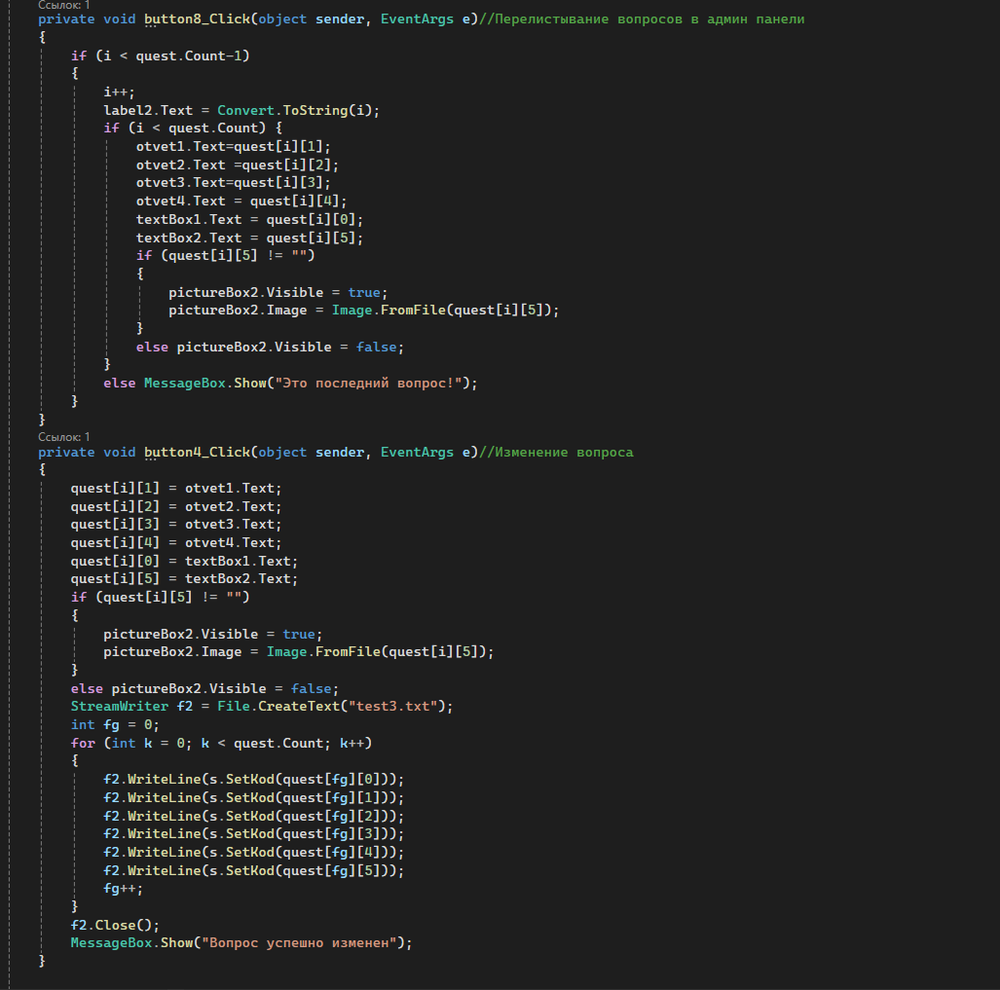 Ссылок: 1
private void button8_Click(object sender, EventArgs e)//Перелистывание вопросов в админ панели
{
    if (i < quest.Count-1)
    {
        i++;
        label2.Text = Convert.ToString(i);
        if (i < quest.Count) {
            otvet1.Text=quest[i][1];
            otvet2.Text =quest[i][2];
            otvet3.Text=quest[i][3];
            otvet4.Text = quest[i][4];
            textBox1.Text = quest[i][0];
            textBox2.Text = quest[i][5];
            if (quest[i][5] != "")
            {
                pictureBox2.Visible = true;
                pictureBox2.Image = Image.FromFile(quest[i][5]);
            }
            else pictureBox2.Visible = false;
        }
        else MessageBox.Show("Это последний вопрос!");
    }
}
Ссылок: 1
private void button4_Click(object sender, EventArgs e)//Изменение вопроса
{
    quest[i][1] = otvet1.Text;
    quest[i][2] = otvet2.Text;
    quest[i][3] = otvet3.Text;
    quest[i][4] = otvet4.Text;
    quest[i][0] = textBox1.Text;
    quest[i][5] = textBox2.Text;
    if (quest[i][5] != "")
    {
        pictureBox2.Visible = true;
        pictureBox2.Image = Image.FromFile(quest[i][5]);
    }
    else pictureBox2.Visible = false;
    StreamWriter f2 = File.CreateText("test3.txt");
    int fg = 0;
    for (int k = 0; k < quest.Count; k++)
    {
        f2.WriteLine(s.SetKod(quest[fg][0]));
        f2.WriteLine(s.SetKod(quest[fg][1]));
        f2.WriteLine(s.SetKod(quest[fg][2]));
        f2.WriteLine(s.SetKod(quest[fg][3]));
        f2.WriteLine(s.SetKod(quest[fg][4]));
        f2.WriteLine(s.SetKod(quest[fg][5]));
        fg++;
    }
    f2.Close();
    MessageBox.Show("Вопрос успешно изменен");
}